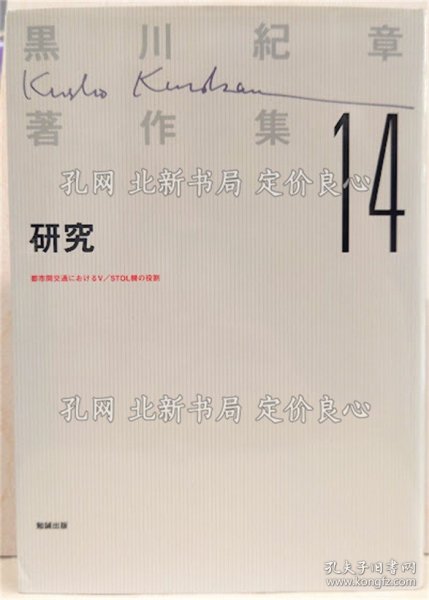 黒川紀章
Kisho Kurokawa
著作集
14
孔网 北新书局 定价良心
研究
都市間交通におけるV／STOL機の役割
孔网 北新书局 定价良心
勉誠出版
孔夫子旧书网